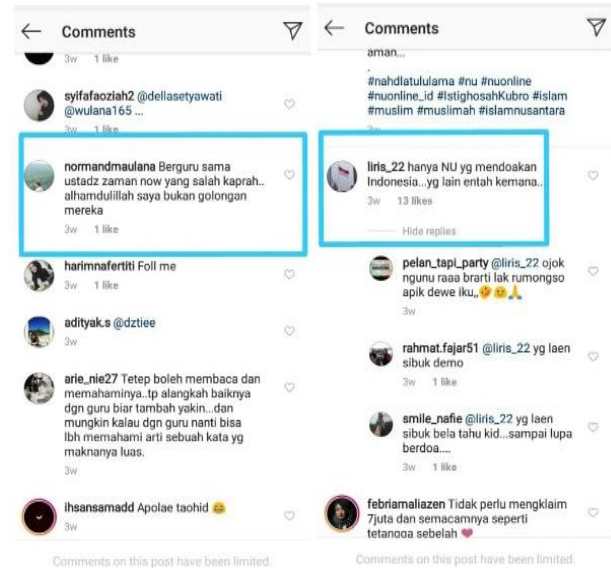 Comments
3w 1 like
syifafaoziah2 @dellasetyawati
@wulana165 ...
3w 1 like
normandmaulana Berguru sama
ustadz zaman now yang salah kaprah..
alhamdulillah saya bukan golongan
mereka
3w 1 like
harimnafertiti Foll me
3w 1 like
adityak.s @dztiee
3w
arie_nie27 Tetep boleh membaca dan
memahaminya..tp alangkah baiknya
dgn guru biar tambah yakin...dan
mungkin kalau dgn guru nanti bisa
lbh memahami arti sebuah kata yg
maknanya luas.
3w
ihsansamadd Apolae taohid 😂
3w
Comments on this post have been limited.
Comments
aman...
.
#nahdlatululama #nu #nuonline
#nuonline_id #IstighosahKubro #islam
#muslim #muslimah #islamnusantara
3w
liris_22 hanya NU yg mendoakan
Indonesia...yg lain entah kemana..
3w 13 likes
Hide replies
pelan_tapi_party @liris_22 ojok
ngunu raaa brarti lak rumongso
apik dewe iku,,🤣😊🙏
3w
rahmat.fajar51 @liris_22 yg laen
sibuk demo
3w 1 like
smile_nafie @liris_22 yg laen
sibuk bela tahu kid...sampai lupa
berdoa....
3w 1 like
febriamaliazen Tidak perlu mengklaim
7juta dan semacamnya seperti
tetangga sebelah ❤
Comments on this post have been limited.